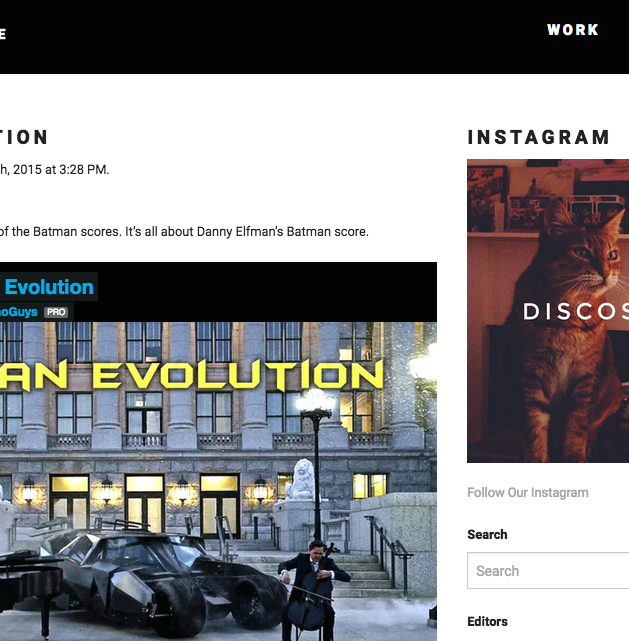 E
WORK
TION
h, 2015 at 3:28 PM.
of the Batman scores. It's all about Danny Elfman's Batman score.
Evolution
noGuys PRO
AN EVOLUTION
INSTAGRAM
DISCOS
Follow Our Instagram
Search
Search
Editors